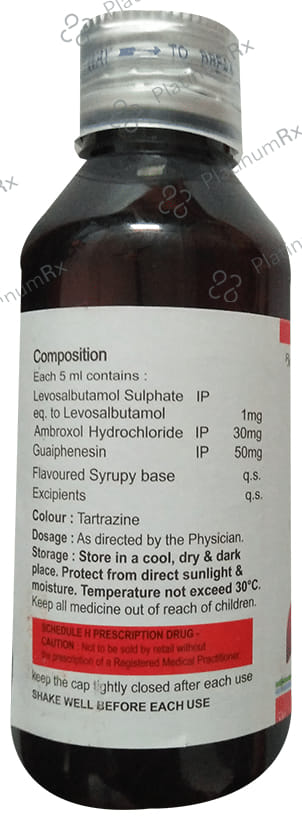 TO
PlatinumRx
Composition
Each 5 ml contains :
Levosalbutamol Sulphate IP
eq. to Levosalbutamol 1mg
Ambroxol Hydrochloride IP 30mg
Guaiphenesin IP 50mg
Flavoured Syrupy base q.s.
Excipients q.s.
Colour : Tartrazine
Dosage : As directed by the Physician.
Storage : Store in a cool, dry & dark
place. Protect from direct sunlight &
moisture. Temperature not exceed 30°C.
Keep all medicine out of reach of children.
SCHEDULE H PRESCRIPTION DRUG -
CAUTION : Not to be sold by retail without
the prescription of a Registered Medical Practitioner.
keep the cap tightly closed after each use
SHAKE WELL BEFORE EACH USE